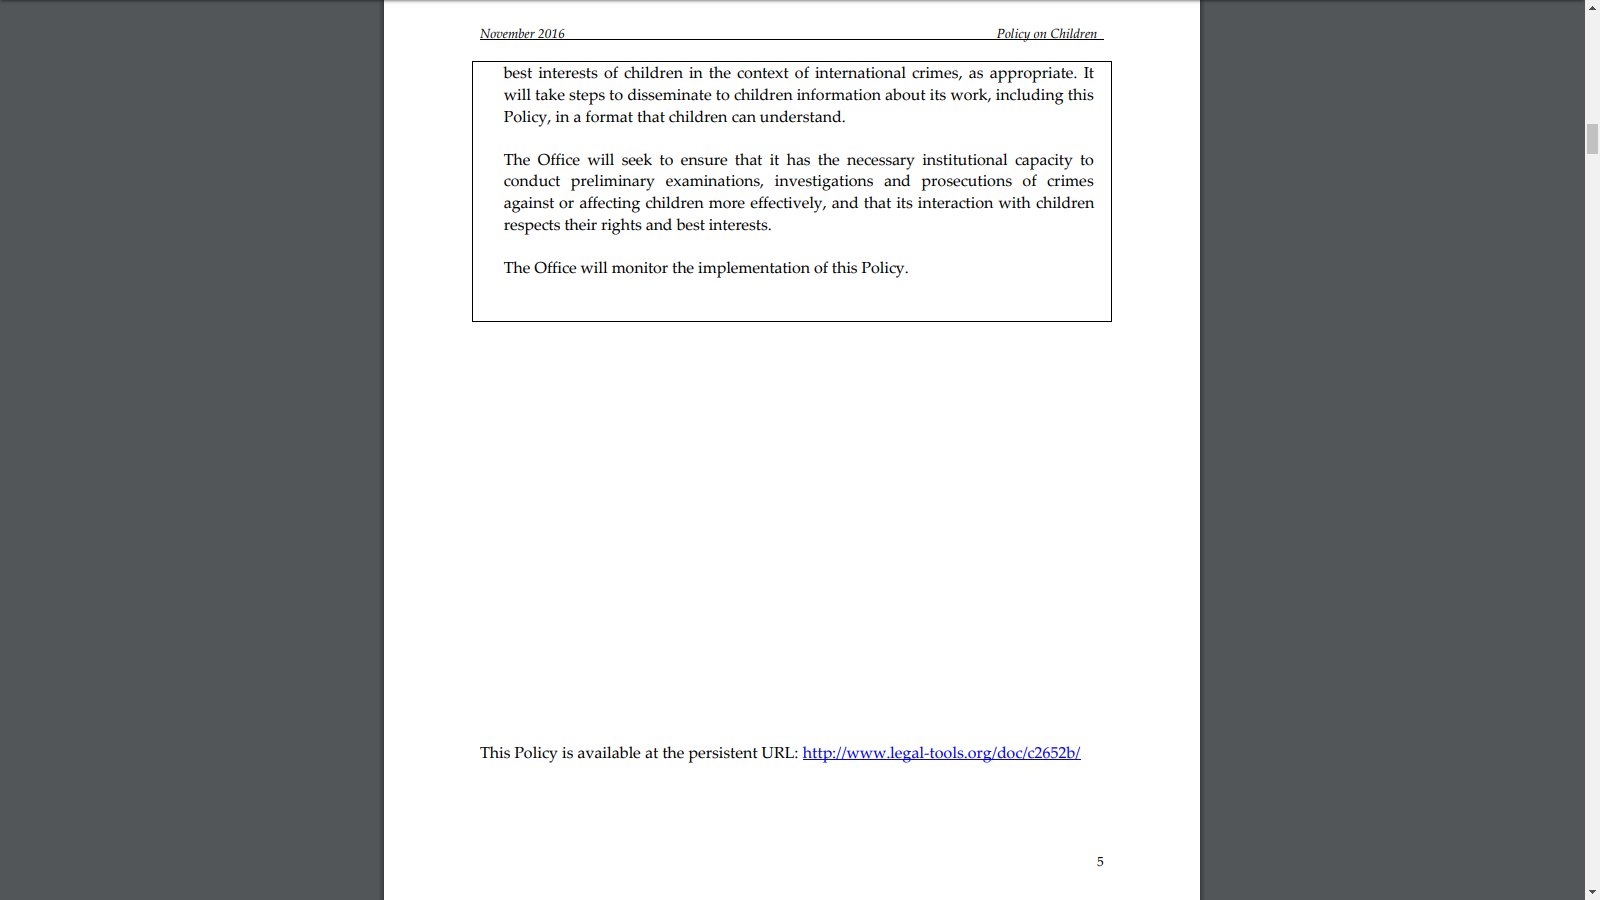 November 2016 Policy on Children
best interests of children in the context of international crimes, as appropriate. It
will take steps to disseminate to children information about its work, including this
Policy, in a format that children can understand.
The Office will seek to ensure that it has the necessary institutional capacity to
conduct preliminary examinations, investigations and prosecutions of crimes
against or affecting children more effectively, and that its interaction with children
respects their rights and best interests.
The Office will monitor the implementation of this Policy.
This Policy is available at the persistent URL: http://www.legal-tools.org/doc/c2652b/
5